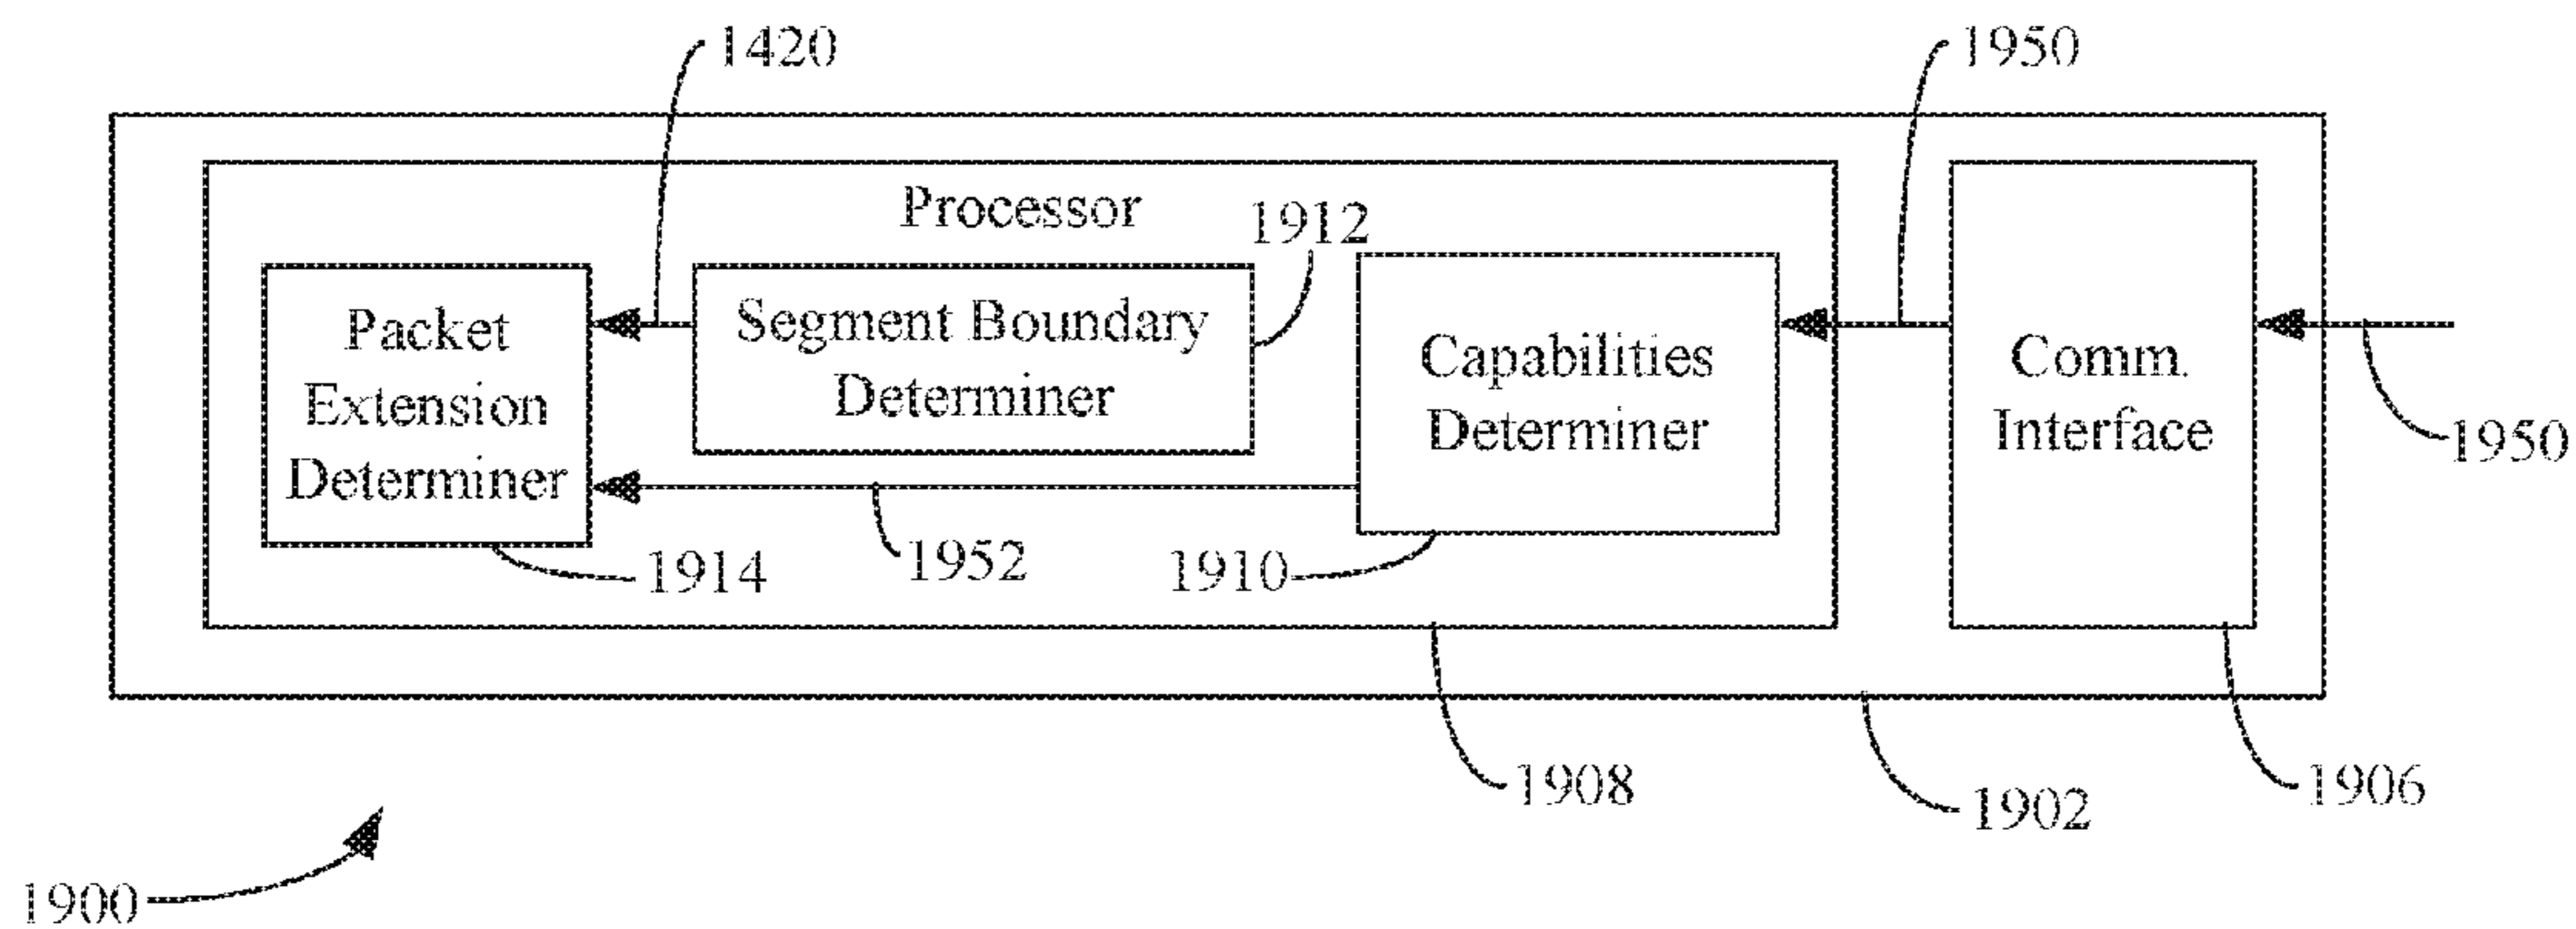 1420
1950
Processor
1912
Packet
Extension
Determiner
Segment Boundary
Determiner
Capabilities
Determiner
Comm.
Interface
1950
1914
1952
1910
1908
1902
1906
1900